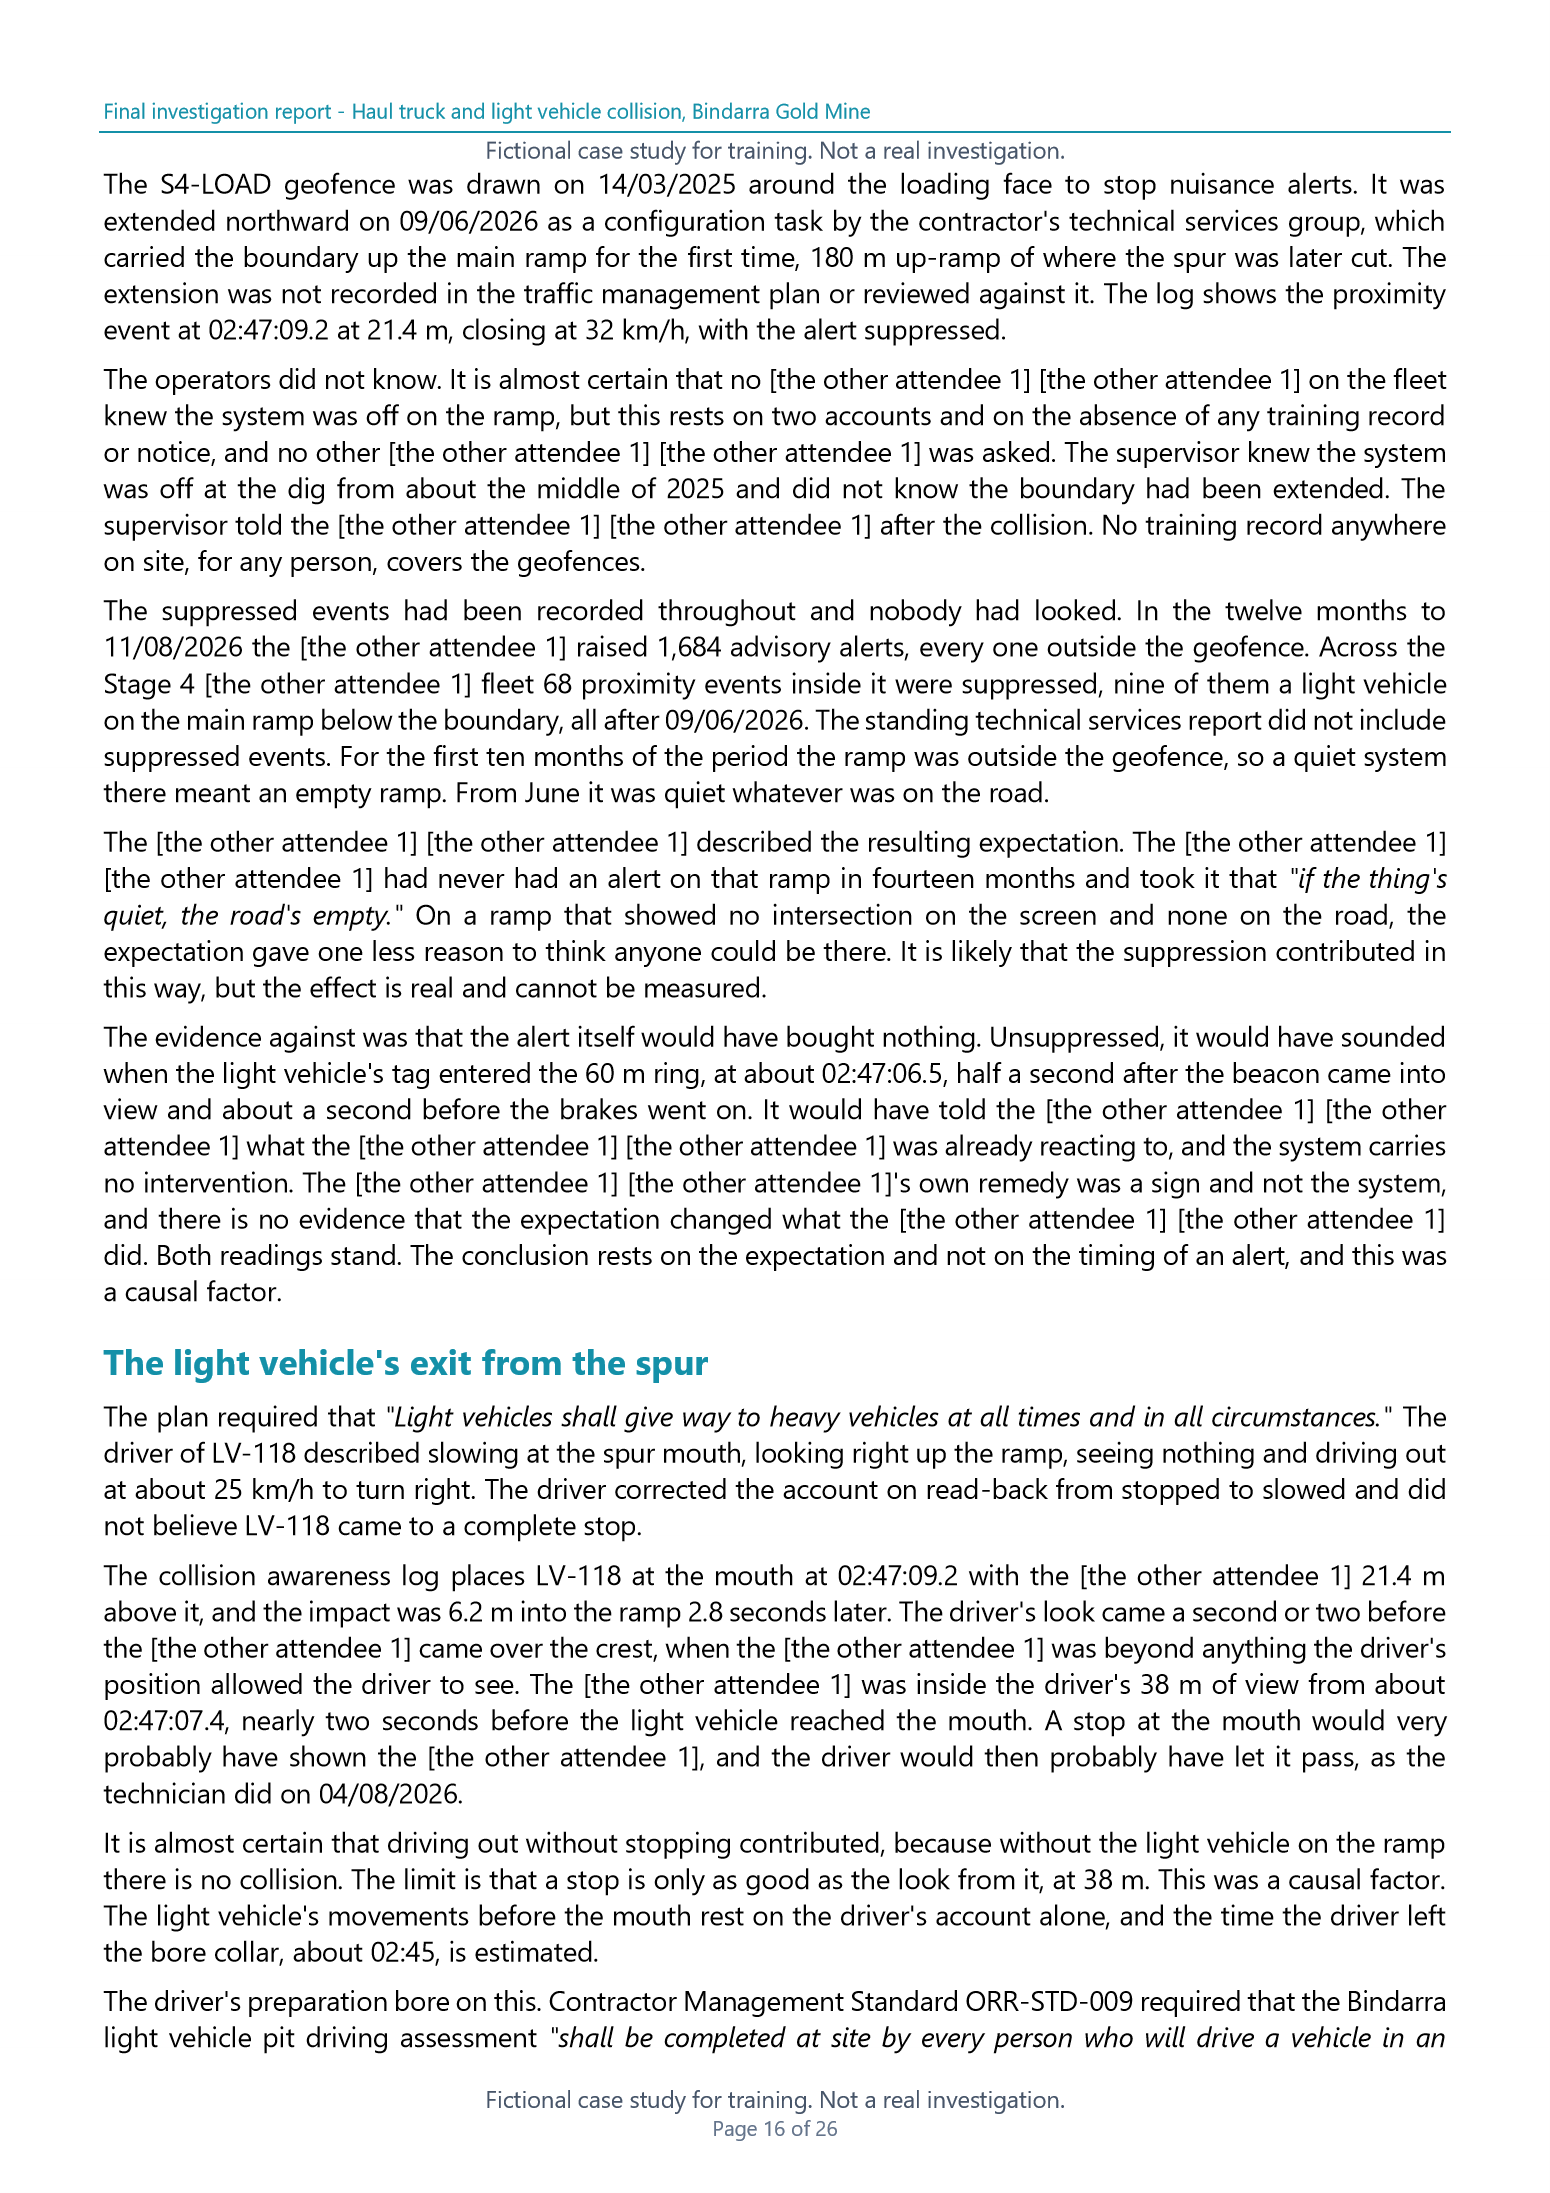 Final investigation report - Haul truck and light vehicle collision, Bindarra Gold Mine
Fictional case study for training. Not a real investigation.
The S4-LOAD geofence was drawn on 14/03/2025 around the loading face to stop nuisance alerts. It was
extended northward on 09/06/2026 as a configuration task by the contractor's technical services group, which
carried the boundary up the main ramp for the first time, 180 m up-ramp of where the spur was later cut. The
extension was not recorded in the traffic management plan or reviewed against it. The log shows the proximity
event at 02:47:09.2 at 21.4 m, closing at 32 km/h, with the alert suppressed.
The operators did not know. It is almost certain that no [the other attendee 1] [the other attendee 1] on the fleet
knew the system was off on the ramp, but this rests on two accounts and on the absence of any training record
or notice, and no other [the other attendee 1] [the other attendee 1] was asked. The supervisor knew the system
was off at the dig from about the middle of 2025 and did not know the boundary had been extended. The
supervisor told the [the other attendee 1] [the other attendee 1] after the collision. No training record anywhere
on site, for any person, covers the geofences.
The suppressed events had been recorded throughout and nobody had looked. In the twelve months to
11/08/2026 the [the other attendee 1] raised 1,684 advisory alerts, every one outside the geofence. Across the
Stage 4 [the other attendee 1] fleet 68 proximity events inside it were suppressed, nine of them a light vehicle
on the main ramp below the boundary, all after 09/06/2026. The standing technical services report did not include
suppressed events. For the first ten months of the period the ramp was outside the geofence, so a quiet system
there meant an empty ramp. From June it was quiet whatever was on the road.
The [the other attendee 1] [the other attendee 1] described the resulting expectation. The [the other attendee 1]
[the other attendee 1] had never had an alert on that ramp in fourteen months and took it that "if the thing's
quiet, the road's empty." On a ramp that showed no intersection on the screen and none on the road, the
expectation gave one less reason to think anyone could be there. It is likely that the suppression contributed in
this way, but the effect is real and cannot be measured.
The evidence against was that the alert itself would have bought nothing. Unsuppressed, it would have sounded
when the light vehicle's tag entered the 60 m ring, at about 02:47:06.5, half a second after the beacon came into
view and about a second before the brakes went on. It would have told the [the other attendee 1] [the other
attendee 1] what the [the other attendee 1] [the other attendee 1] was already reacting to, and the system carries
no intervention. The [the other attendee 1] [the other attendee 1]'s own remedy was a sign and not the system,
and there is no evidence that the expectation changed what the [the other attendee 1] [the other attendee 1]
did. Both readings stand. The conclusion rests on the expectation and not on the timing of an alert, and this was
a causal factor.
The light vehicle's exit from the spur
The plan required that "Light vehicles shall give way to heavy vehicles at all times and in all circumstances." The
driver of LV-118 described slowing at the spur mouth, looking right up the ramp, seeing nothing and driving out
at about 25 km/h to turn right. The driver corrected the account on read-back from stopped to slowed and did
not believe LV-118 came to a complete stop.
The collision awareness log places LV-118 at the mouth at 02:47:09.2 with the [the other attendee 1] 21.4 m
above it, and the impact was 6.2 m into the ramp 2.8 seconds later. The driver's look came a second or two before
the [the other attendee 1] came over the crest, when the [the other attendee 1] was beyond anything the driver's
position allowed the driver to see. The [the other attendee 1] was inside the driver's 38 m of view from about
02:47:07.4, nearly two seconds before the light vehicle reached the mouth. A stop at the mouth would very
probably have shown the [the other attendee 1], and the driver would then probably have let it pass, as the
technician did on 04/08/2026.
It is almost certain that driving out without stopping contributed, because without the light vehicle on the ramp
there is no collision. The limit is that a stop is only as good as the look from it, at 38 m. This was a causal factor.
The light vehicle's movements before the mouth rest on the driver's account alone, and the time the driver left
the bore collar, about 02:45, is estimated.
The driver's preparation bore on this. Contractor Management Standard ORR-STD-009 required that the Bindarra
light vehicle pit driving assessment "shall be completed at site by every person who will drive a vehicle in an
Fictional case study for training. Not a real investigation.
Page 16 of 26